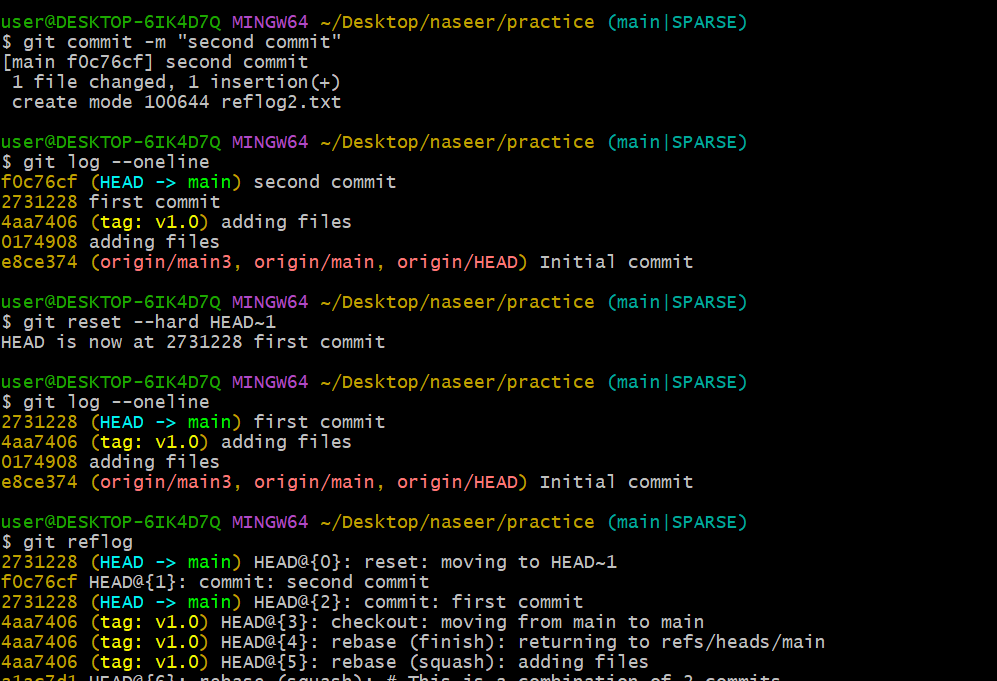 user@DESKTOP-6IK4D7Q MINGW64 ~/Desktop/naseer/practice (main|SPARSE)
$ git commit -m "second commit"
[main f0c76cf] second commit
 1 file changed, 1 insertion(+)
 create mode 100644 reflog2.txt
user@DESKTOP-6IK4D7Q MINGW64 ~/Desktop/naseer/practice (main|SPARSE)
$ git log --oneline
f0c76cf (HEAD -> main) second commit
2731228 first commit
4aa7406 (tag: v1.0) adding files
0174908 adding files
e8ce374 (origin/main3, origin/main, origin/HEAD) Initial commit
user@DESKTOP-6IK4D7Q MINGW64 ~/Desktop/naseer/practice (main|SPARSE)
$ git reset --hard HEAD~1
HEAD is now at 2731228 first commit
user@DESKTOP-6IK4D7Q MINGW64 ~/Desktop/naseer/practice (main|SPARSE)
$ git log --oneline
2731228 (HEAD -> main) first commit
4aa7406 (tag: v1.0) adding files
0174908 adding files
e8ce374 (origin/main3, origin/main, origin/HEAD) Initial commit
user@DESKTOP-6IK4D7Q MINGW64 ~/Desktop/naseer/practice (main|SPARSE)
$ git reflog
2731228 (HEAD -> main) HEAD@{0}: reset: moving to HEAD~1
f0c76cf HEAD@{1}: commit: second commit
2731228 (HEAD -> main) HEAD@{2}: commit: first commit
4aa7406 (tag: v1.0) HEAD@{3}: checkout: moving from main to main
4aa7406 (tag: v1.0) HEAD@{4}: rebase (finish): returning to refs/heads/main
4aa7406 (tag: v1.0) HEAD@{5}: rebase (squash): adding files
HEAD@{6}: rebase (squash): # This is a combination of 2 commits